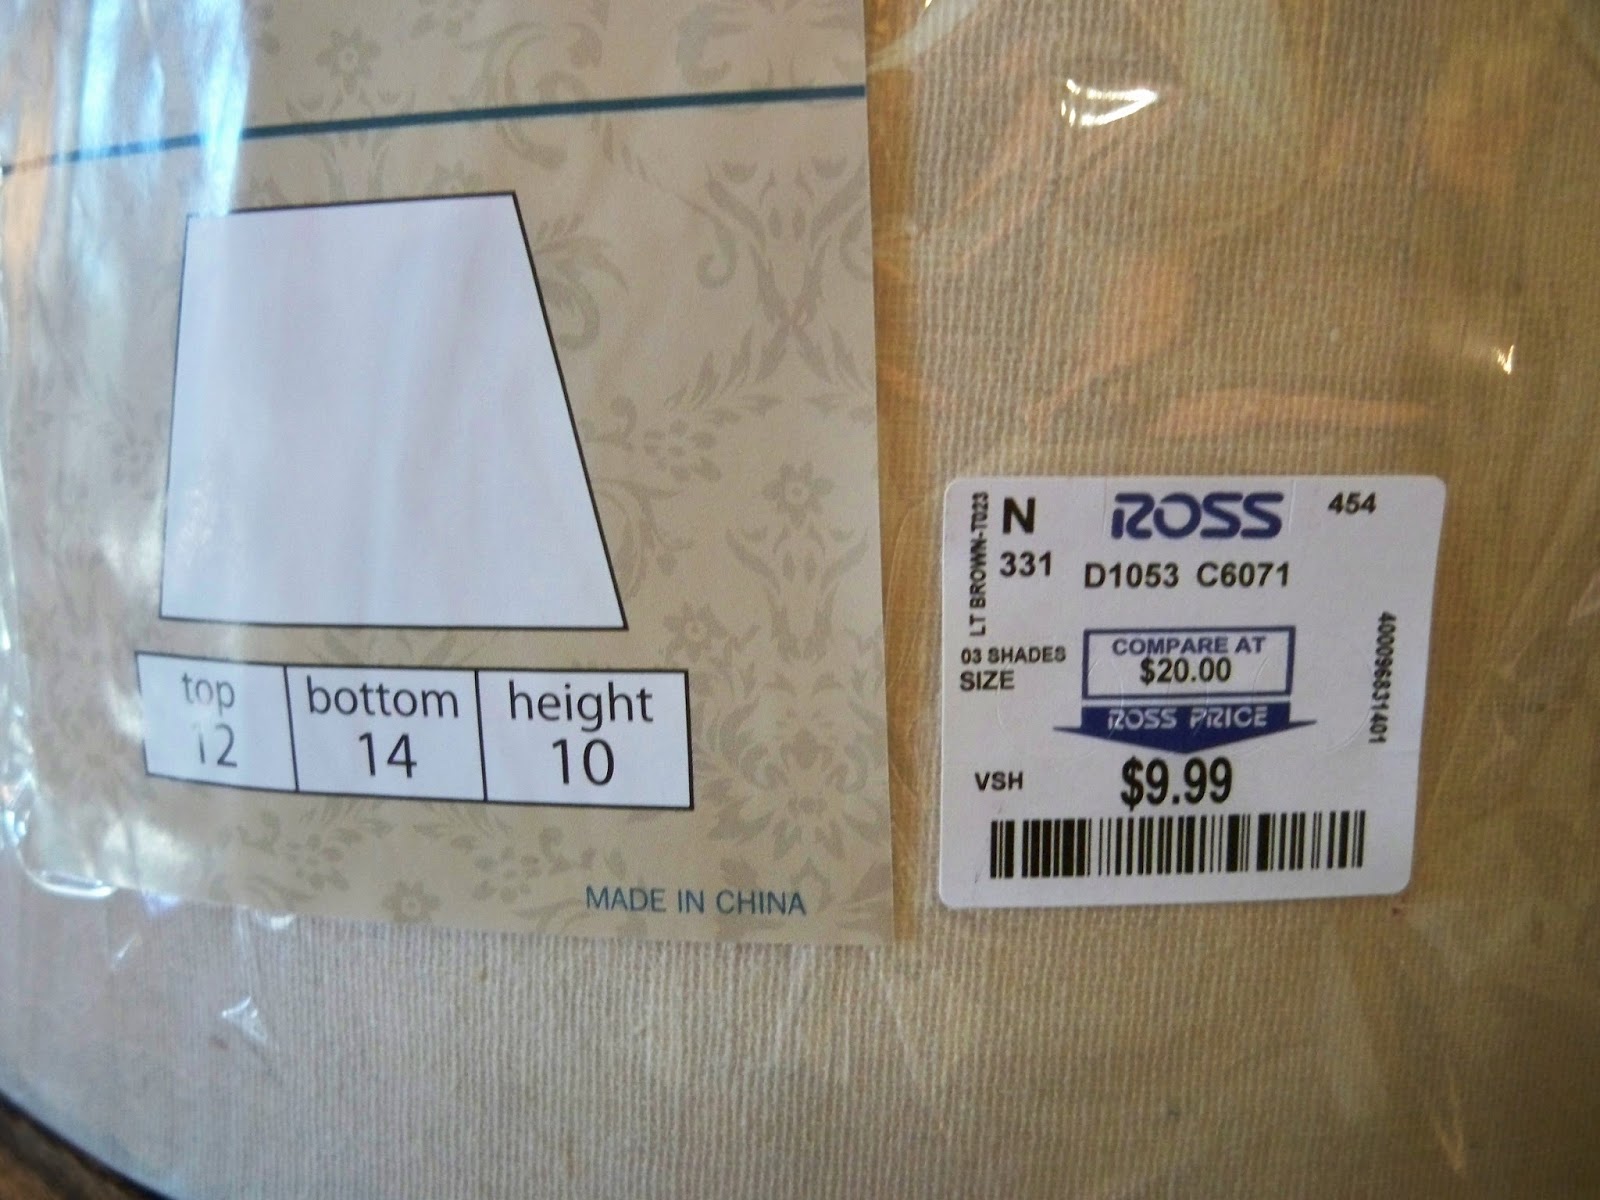 top
12
bottom
14
height
10
MADE IN CHINA
LT BROWN-T023
N
ROSS
454
331
D1053 C6071
400096831401
03 SHADES
SIZE
COMPARE AT
$20.00
ROSS PRICE
VSH
$9.99